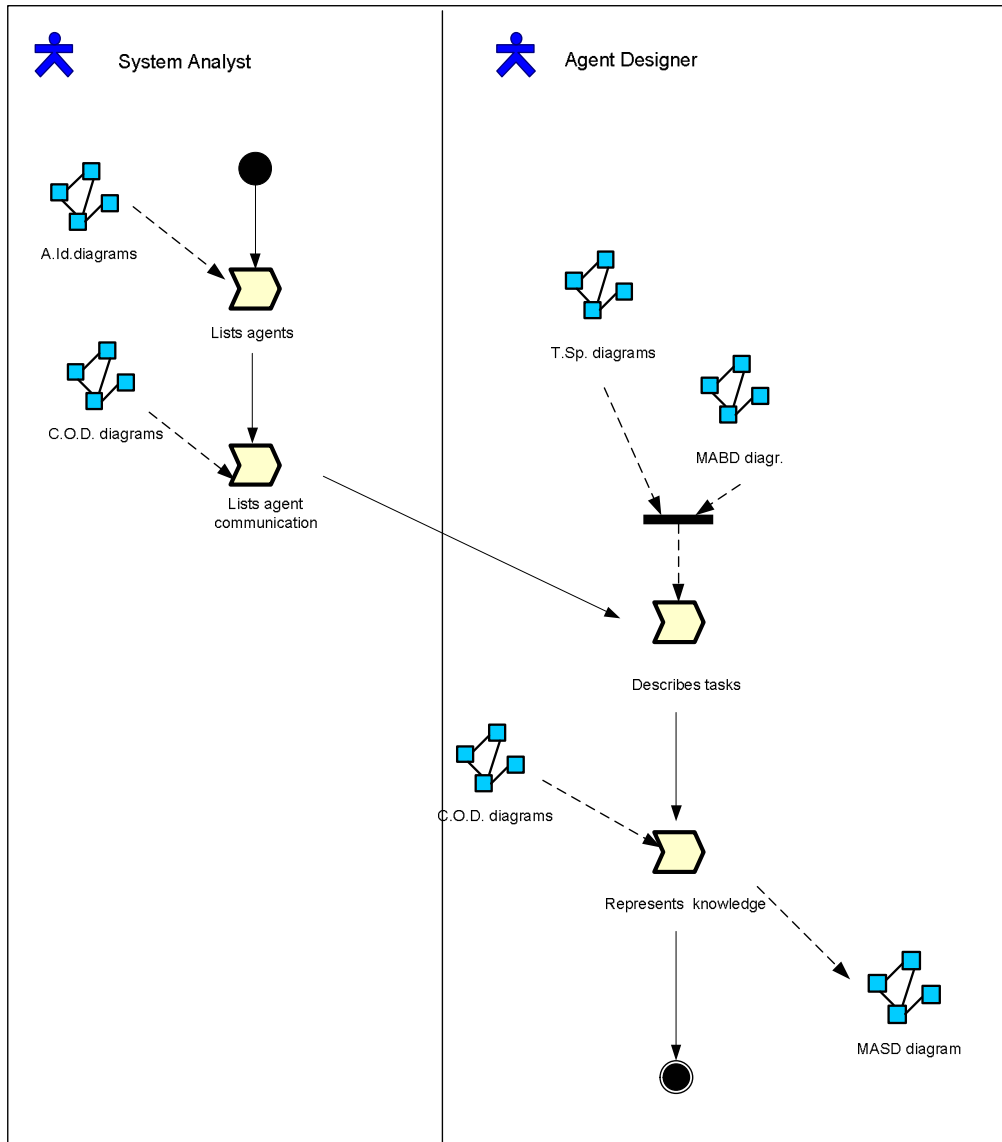 System Analyst
Agent Designer
A.Id.diagrams
Lists agents
C.O.D. diagrams
Lists agent
communication
T.Sp. diagrams
MABD diagr.
Describes tasks
C.O.D. diagrams
Represents knowledge
MASD diagram